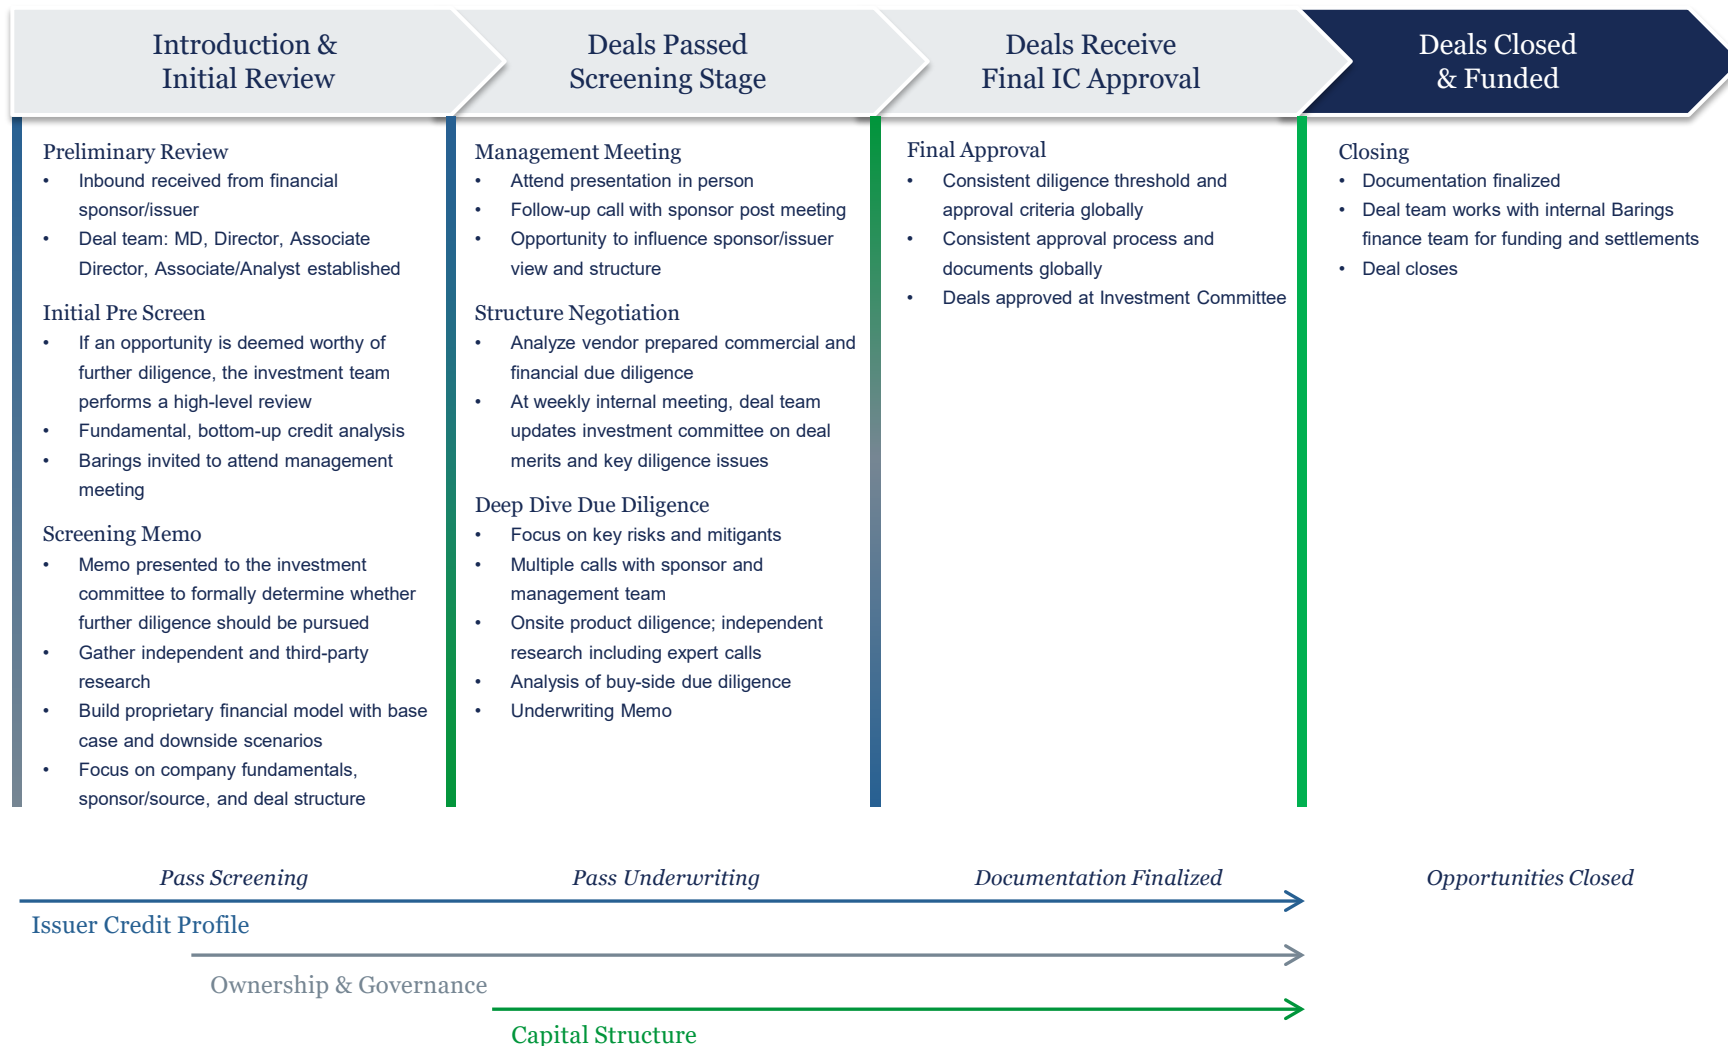 Introduction &
Initial Review
Deals Passed
Screening Stage
Deals Receive
Final IC Approval
Deals Closed
& Funded
Preliminary Review
• Inbound received from financial
sponsor/issuer
• Deal team: MD, Director, Associate
Director, Associate/Analyst established
Initial Pre Screen
• If an opportunity is deemed worthy of
further diligence, the investment team
performs a high-level review
• Fundamental, bottom-up credit analysis
• Barings invited to attend management
meeting
Screening Memo
• Memo presented to the investment
committee to formally determine whether
further diligence should be pursued
• Gather independent and third-party
research
• Build proprietary financial model with base
case and downside scenarios
• Focus on company fundamentals,
sponsor/source, and deal structure
Management Meeting
• Attend presentation in person
• Follow-up call with sponsor post meeting
• Opportunity to influence sponsor/issuer
view and structure
Structure Negotiation
• Analyze vendor prepared commercial and
financial due diligence
• At weekly internal meeting, deal team
updates investment committee on deal
merits and key diligence issues
Deep Dive Due Diligence
• Focus on key risks and mitigants
• Multiple calls with sponsor and
management team
• Onsite product diligence; independent
research including expert calls
• Analysis of buy-side due diligence
• Underwriting Memo
Final Approval
• Consistent diligence threshold and
approval criteria globally
• Consistent approval process and
documents globally
• Deals approved at Investment Committee
Closing
• Documentation finalized
• Deal team works with internal Barings
finance team for funding and settlements
• Deal closes
Pass Screening
Pass Underwriting
Documentation Finalized
Opportunities Closed
Issuer Credit Profile
Ownership & Governance
Capital Structure